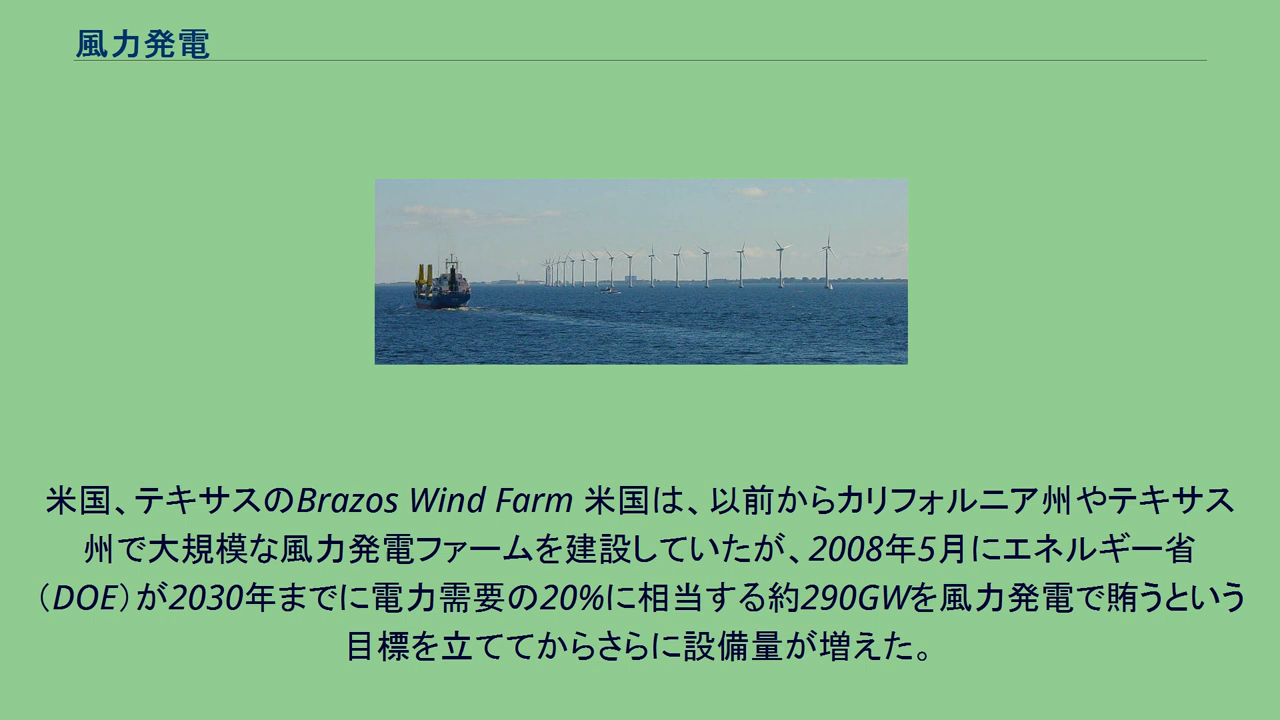 風力発電
米国、テキサスのBrazos Wind Farm 米国は、以前からカリフォルニア州やテキサス
州で大規模な風力発電ファームを建設していたが、2008年5月にエネルギー省
（DOE）が2030年までに電力需要の20%に相当する約290GWを風力発電で賄うという
目標を立ててからさらに設備量が増えた。